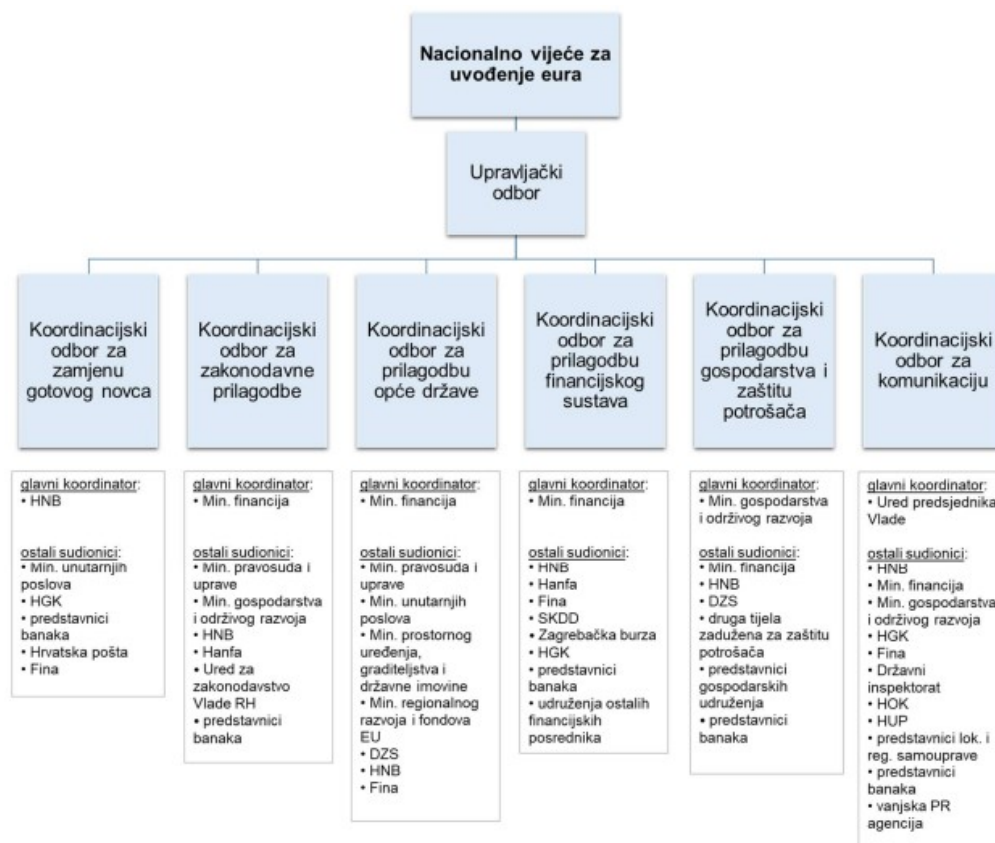 Nacionalno vijeće za
uvođenje eura
Upravljački
odbor
Koordinacijski
odbor za
zamjenu
gotovog novca
Koordinacijski
odbor za
zakonodavne
prilagodbe
Koordinacijski
odbor za
prilagodbu
opće države
Koordinacijski
odbor za
prilagodbu
financijskog
sustava
Koordinacijski
odbor za
prilagodbu
gospodarstva i
zaštitu
potrošača
Koordinacijski
odbor za
komunikaciju
glavni koordinator:
• HNB
ostali sudionici:
• Min. unutarnjih
poslova
• HGK
• predstavnici
banaka
• Hrvatska pošta
• Fina
glavni koordinator:
• Min. financija
ostali sudionici:
• Min. pravosuđa i
uprave
• Min. gospodarstva
i održivog razvoja
• HNB
• Hanfa
• Ured za
zakonodavstvo
Vlade RH
• predstavnici
banaka
glavni koordinator:
• Min. financija
ostali sudionici:
• Min. pravosuđa i
uprave
• Min. unutarnjih
poslova
• Min. prostornog
uređenja,
graditeljstva i
državne imovine
• Min. regionalnog
razvoja i fondova
EU
• DZS
• HNB
• Fina
glavni koordinator:
• Min. financija
ostali sudionici:
• HNB
• Hanfa
• Fina
• SKDD
• Zagrebačka burza
• HGK
• predstavnici
banaka
• udruženja ostalih
financijskih
posrednika
glavni koordinator:
• Min. gospodarstva
i održivog razvoja
ostali sudionici:
• Min. financija
• HNB
• DZS
• druga tijela
zadužena za zaštitu
potrošača
• predstavnici
gospodarskih
udruženja
• predstavnici
banaka
glavni koordinator:
• Ured predsjednika
Vlade
ostali sudionici:
• HNB
• Min. financija
• Min. gospodarstva
i održivog razvoja
• HGK
• Fina
• Državni
inspektorat
• HOK
• HUP
• predstavnici lok. i
reg. samouprave
• predstavnici
banaka
• vanjska PR
agencija